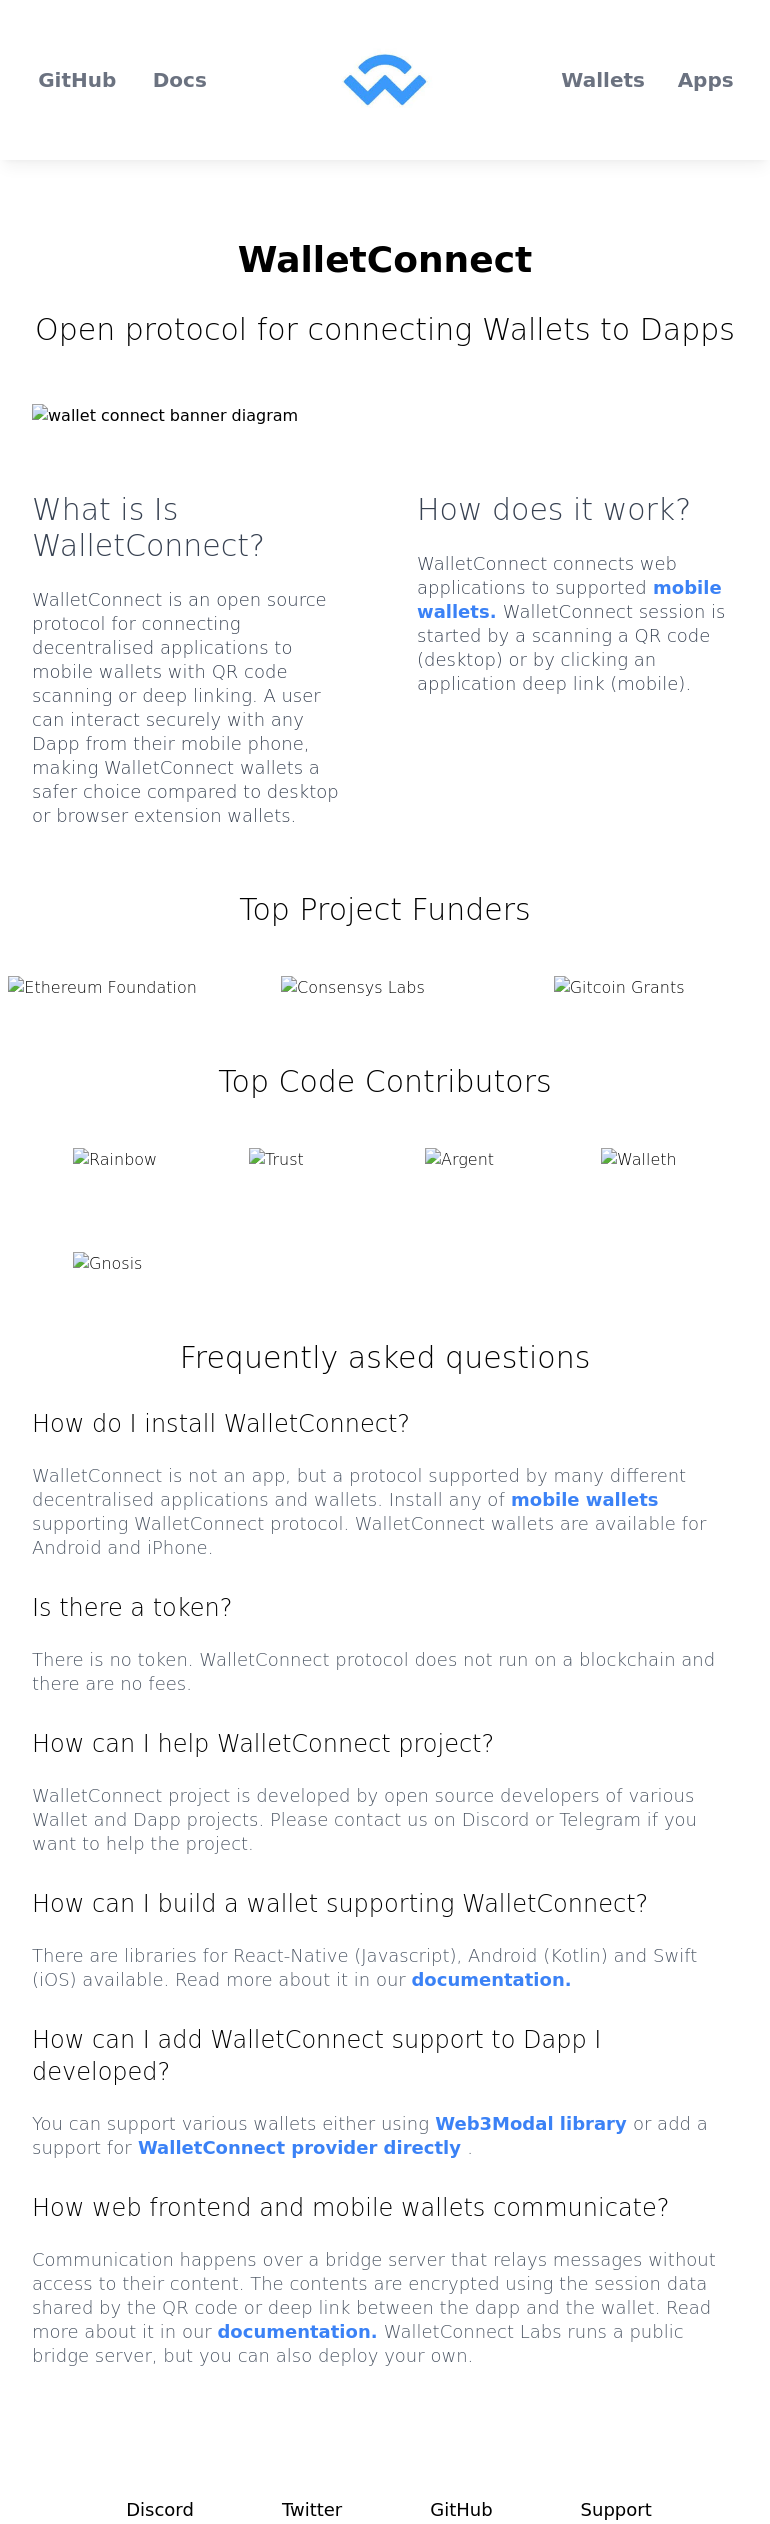 GitHub Docs Wallets Apps
WalletConnect
Open protocol for connecting Wallets to Dapps
wallet connect banner diagram
What is Is
WalletConnect?
WalletConnect is an open source
protocol for connecting
decentralised applications to
mobile wallets with QR code
scanning or deep linking. A user
can interact securely with any
Dapp from their mobile phone,
making WalletConnect wallets a
safer choice compared to desktop
or browser extension wallets.
How does it work?
WalletConnect connects web
applications to supported mobile
wallets. WalletConnect session is
started by a scanning a QR code
(desktop) or by clicking an
application deep link (mobile).
Top Project Funders
Ethereum Foundation Consensys Labs Gitcoin Grants
Top Code Contributors
Rainbow Trust Argent Walleth
Gnosis
Frequently asked questions
How do I install WalletConnect?
WalletConnect is not an app, but a protocol supported by many different
decentralised applications and wallets. Install any of mobile wallets
supporting WalletConnect protocol. WalletConnect wallets are available for
Android and iPhone.
Is there a token?
There is no token. WalletConnect protocol does not run on a blockchain and
there are no fees.
How can I help WalletConnect project?
WalletConnect project is developed by open source developers of various
Wallet and Dapp projects. Please contact us on Discord or Telegram if you
want to help the project.
How can I build a wallet supporting WalletConnect?
There are libraries for React-Native (Javascript), Android (Kotlin) and Swift
(iOS) available. Read more about it in our documentation.
How can I add WalletConnect support to Dapp I
developed?
You can support various wallets either using Web3Modal library or add a
support for WalletConnect provider directly .
How web frontend and mobile wallets communicate?
Communication happens over a bridge server that relays messages without
access to their content. The contents are encrypted using the session data
shared by the QR code or deep link between the dapp and the wallet. Read
more about it in our documentation. WalletConnect Labs runs a public
bridge server, but you can also deploy your own.
Discord Twitter GitHub Support